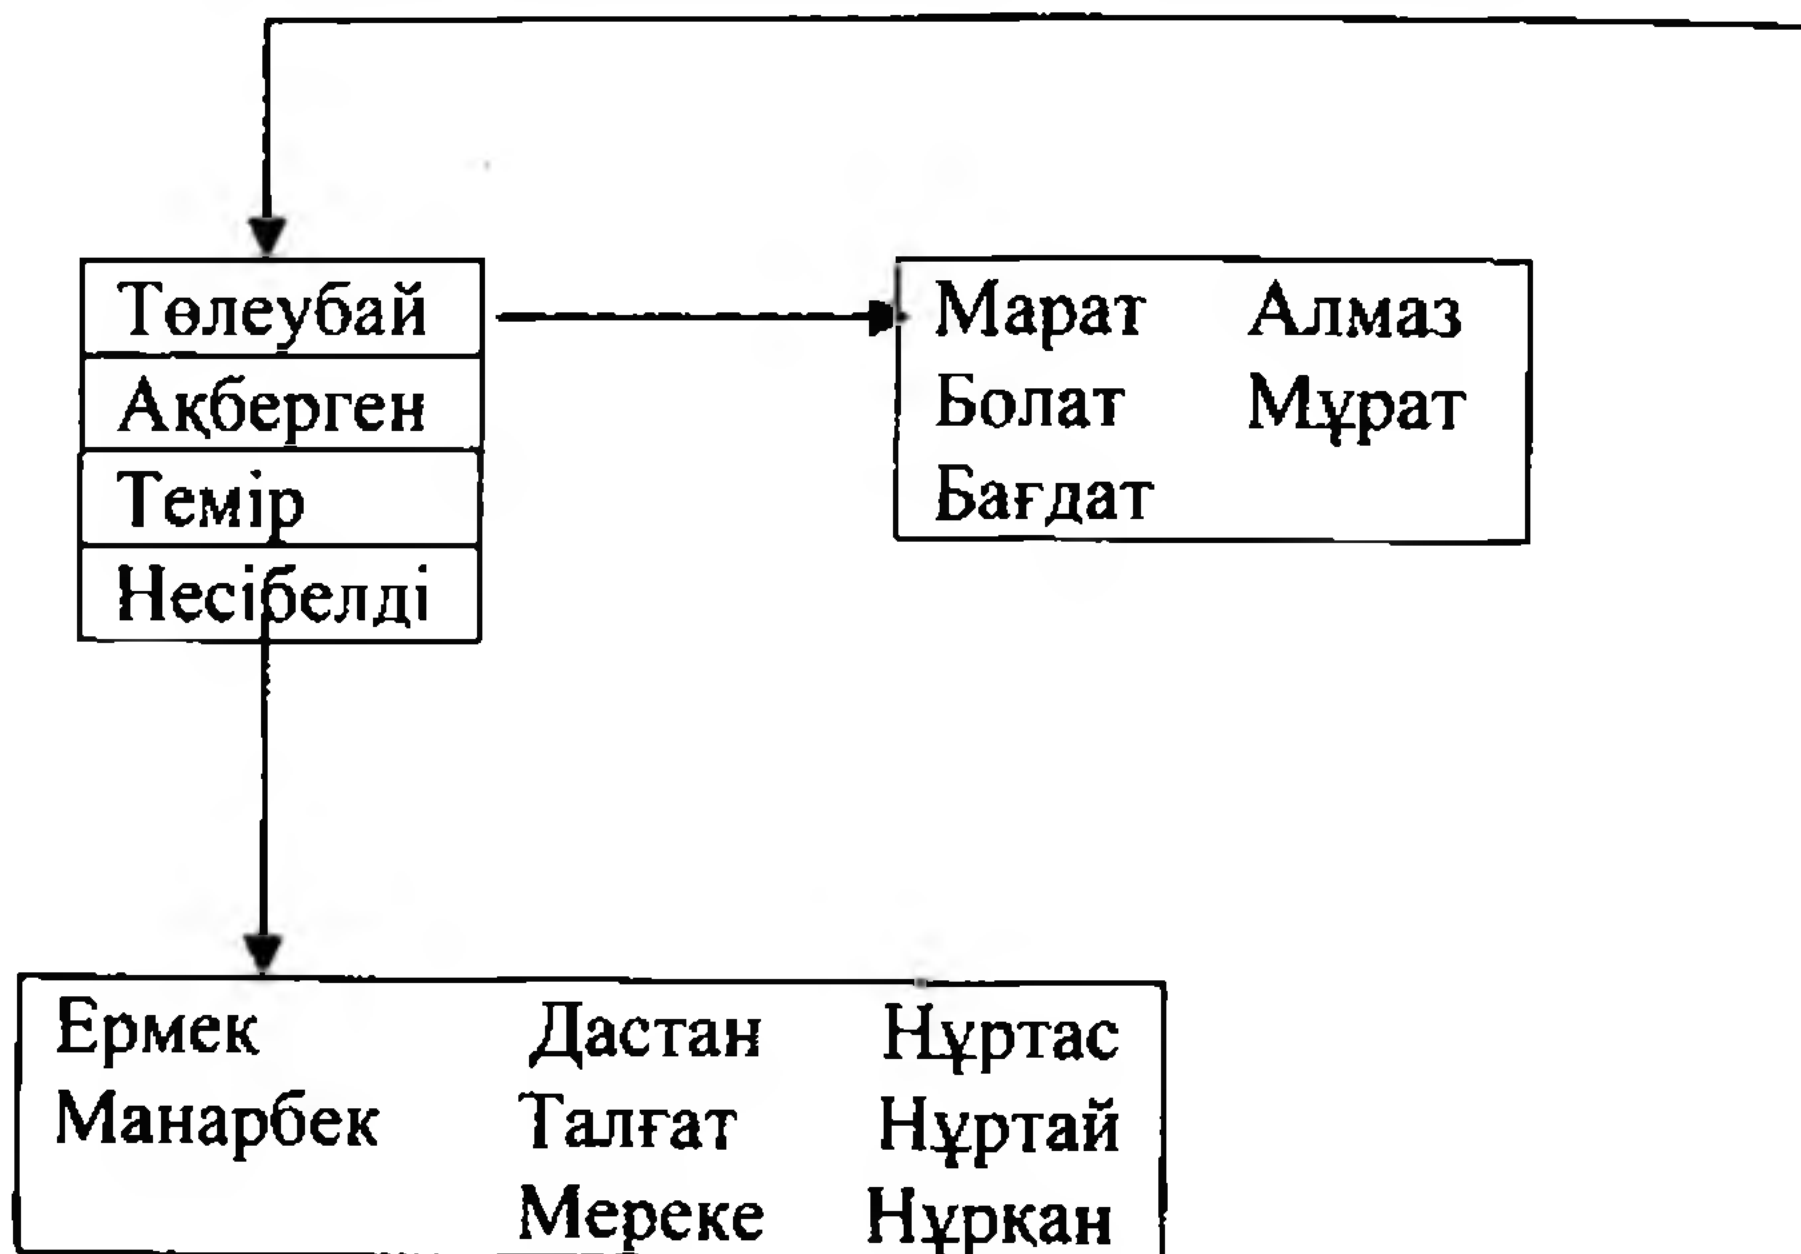 Төлеубай
Ақберген
Темір
Несібелді
Марат Алмаз
Болат Мұрат
Бағдат
Ермек Дастан Нұртас
Манарбек Талғат Нұртай
Мереке Нұрқан